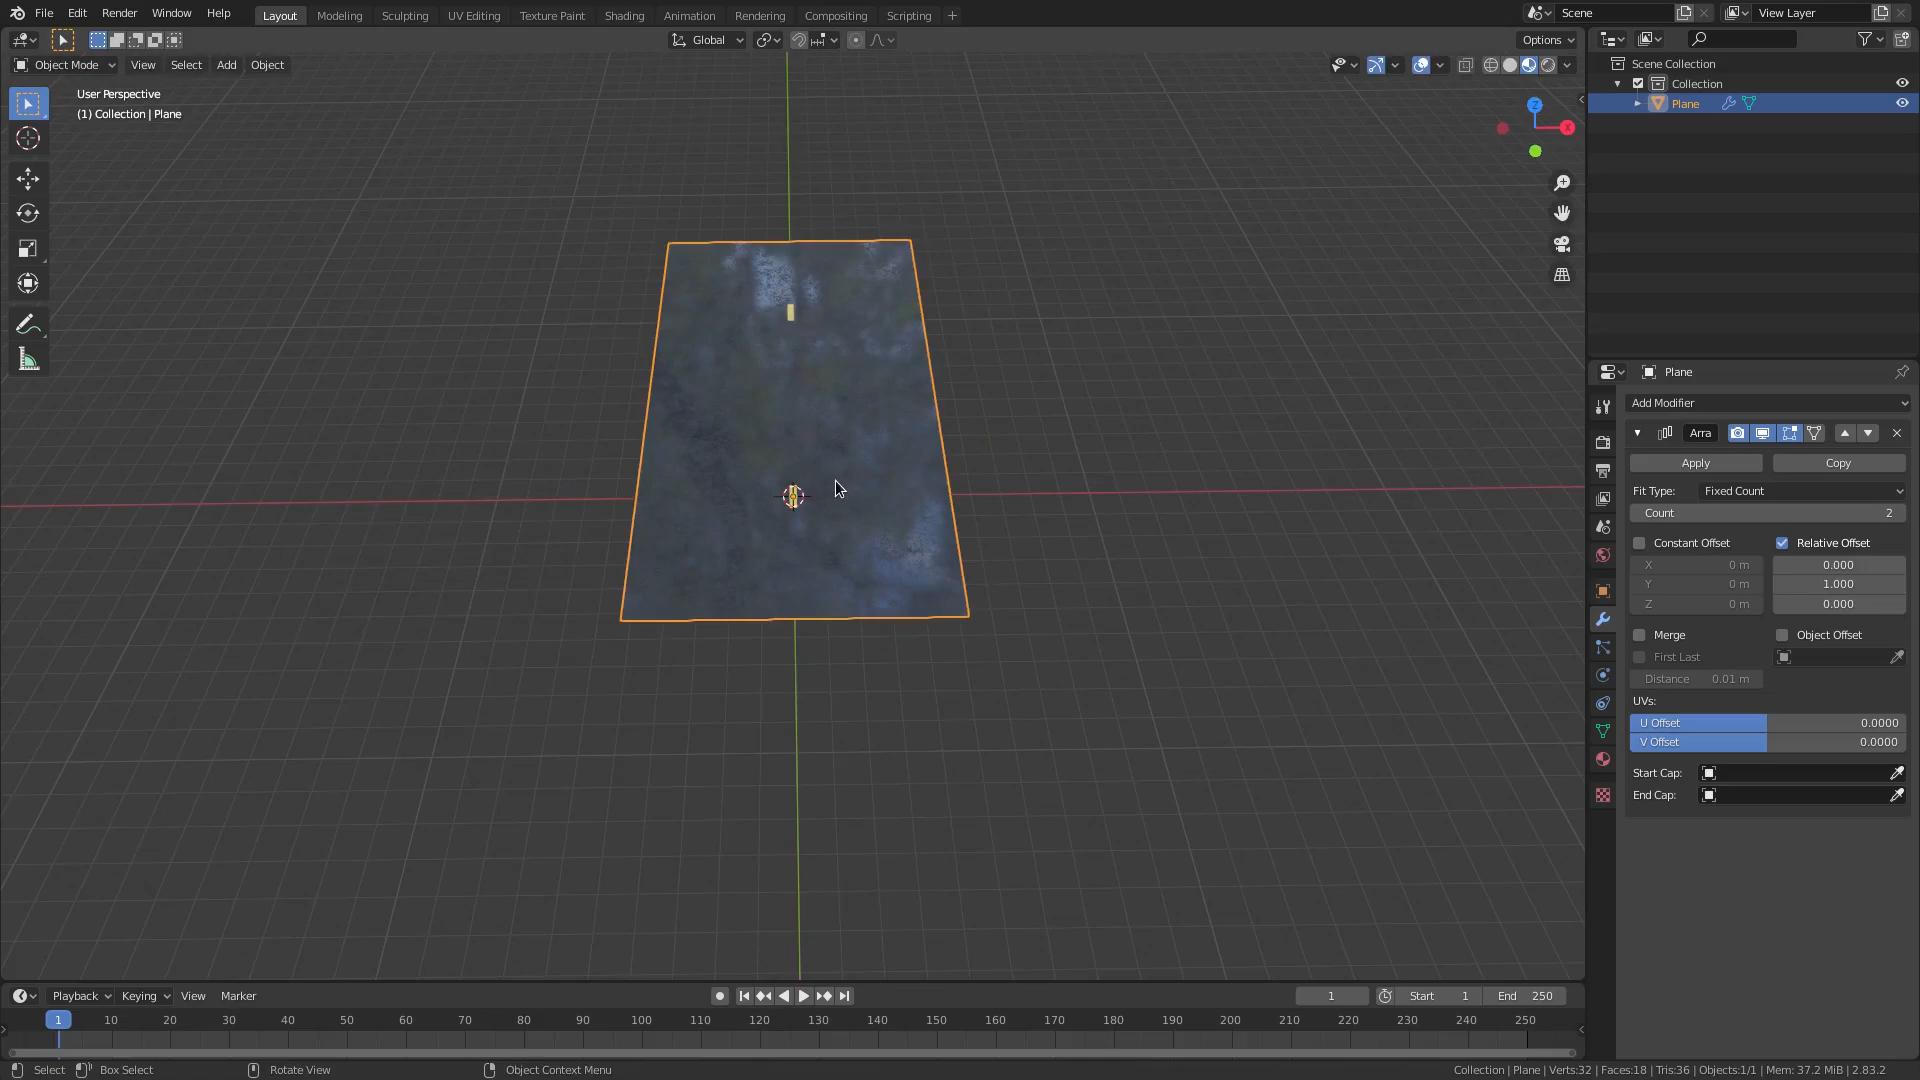 File Edit Render Window Help Layout Modeling Sculpting UV Editing Texture Paint Shading Animation Rendering Compositing Scripting + Scene View Layer
Global Options
Object Mode View Select Add Object
User Perspective
(1) Collection | Plane
Z
X
Scene Collection
Collection
Plane
Plane
Add Modifier
Arra
Apply Copy
Fit Type: Fixed Count
Count 2
Constant Offset Relative Offset
X 0 m 0.000
Y 0 m 1.000
Z 0 m 0.000
Merge Object Offset
First Last
Distance 0.01 m
UVs:
U Offset 0.0000
V Offset 0.0000
Start Cap:
End Cap:
Playback Keying View Marker 1 Start 1 End 250
1 10 20 30 40 50 60 70 80 90 100 110 120 130 140 150 160 170 180 190 200 210 220 230 240 250
Select Box Select Rotate View Object Context Menu Collection | Plane | Verts:32 | Faces:18 | Tris:36 | Objects:1/1 | Mem: 37.2 MiB | 2.83.2